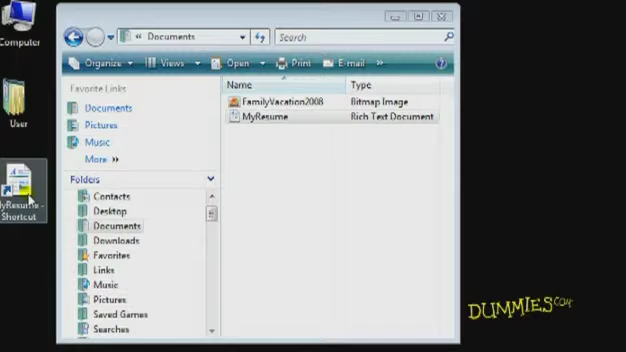 Computer
User
MyResume -
Shortcut
« Documents
Search
Organize Views Open Print E-mail »
Name Type
Favorite Links
Documents
Pictures
Music
More »
FamilyVacation2008 Bitmap Image
MyResume Rich Text Document
Folders
Contacts
Desktop
Documents
Downloads
Favorites
Links
Music
Pictures
Saved Games
Searches
DUMMIES.COM